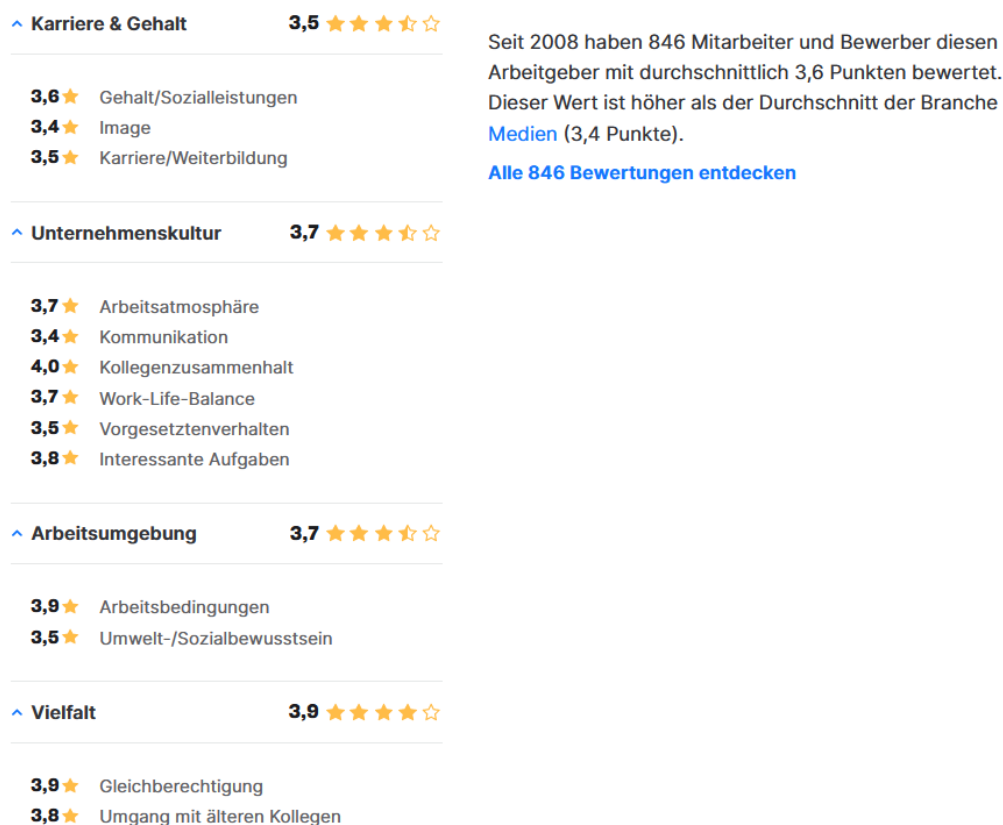 Karriere & Gehalt 3,5
3,6 Gehalt/Sozialleistungen
3,4 Image
3,5 Karriere/Weiterbildung
Unternehmenskultur 3,7
3,7 Arbeitsatmosphäre
3,4 Kommunikation
4,0 Kollegenzusammenhalt
3,7 Work-Life-Balance
3,5 Vorgesetztenverhalten
3,8 Interessante Aufgaben
Arbeitsumgebung 3,7
3,9 Arbeitsbedingungen
3,5 Umwelt-/Sozialbewusstsein
Vielfalt 3,9
3,9 Gleichberechtigung
3,8 Umgang mit älteren Kollegen
Seit 2008 haben 846 Mitarbeiter und Bewerber diesen
Arbeitgeber mit durchschnittlich 3,6 Punkten bewertet.
Dieser Wert ist höher als der Durchschnitt der Branche
Medien (3,4 Punkte).
Alle 846 Bewertungen entdecken